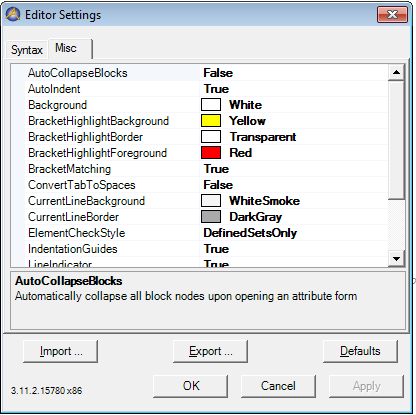 Editor Settings
Syntax Misc
AutoCollapseBlocks False
AutoIndent True
Background White
BracketHighlightBackground Yellow
BracketHighlightBorder Transparent
BracketHighlightForeground Red
BracketMatching True
ConvertTabToSpaces False
CurrentLineBackground WhiteSmoke
CurrentLineBorder DarkGray
ElementCheckStyle DefinedSetsOnly
IndentationGuides True
LineIndicator True
AutoCollapseBlocks
Automatically collapse all block nodes upon opening an attribute form
Import ... Export ... Defaults
3.11.2.15780 x86 OK Cancel Apply